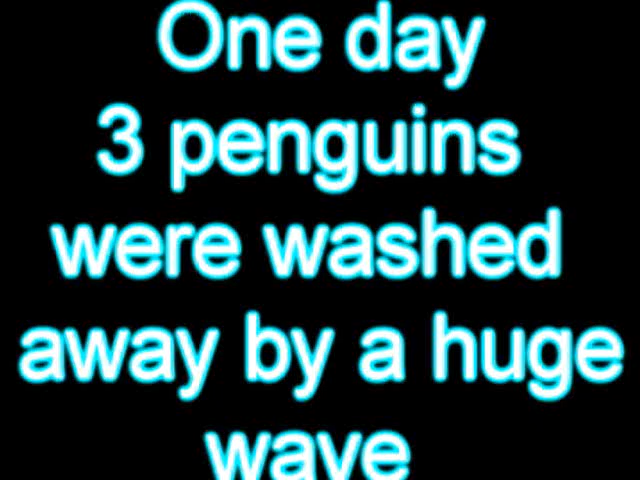 One day
3 penguins
were washed
away by a huge
wave